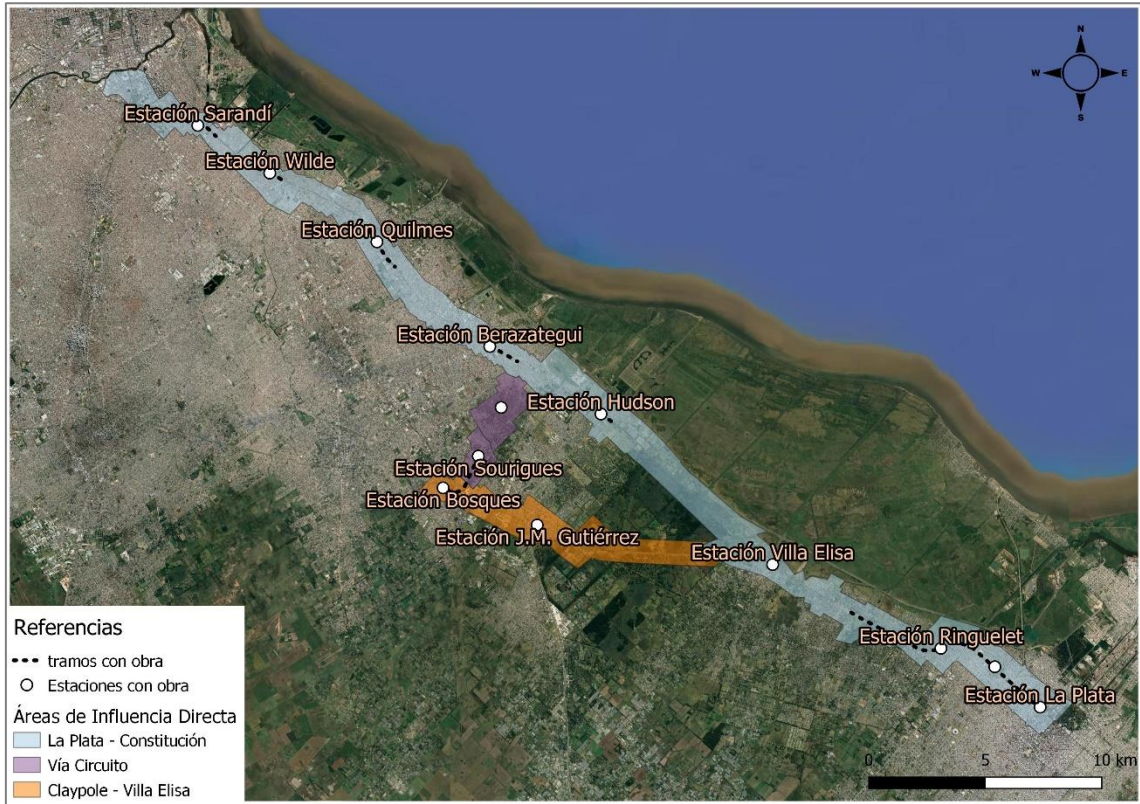 N
W E
S
Estación Sarandí
Estación Wilde
Estación Quilmes
Estación Berazategui
Estación Hudson
Estación Sourigues
Estación Bosques
Estación J.M. Gutiérrez
Estación Villa Elisa
Estación Ringuelet
Estación La Plata
Referencias
tramos con obra
Estaciones con obra
Áreas de Influencia Directa
La Plata - Constitución
Vía Circuito
Claypole - Villa Elisa
0 5 10 km